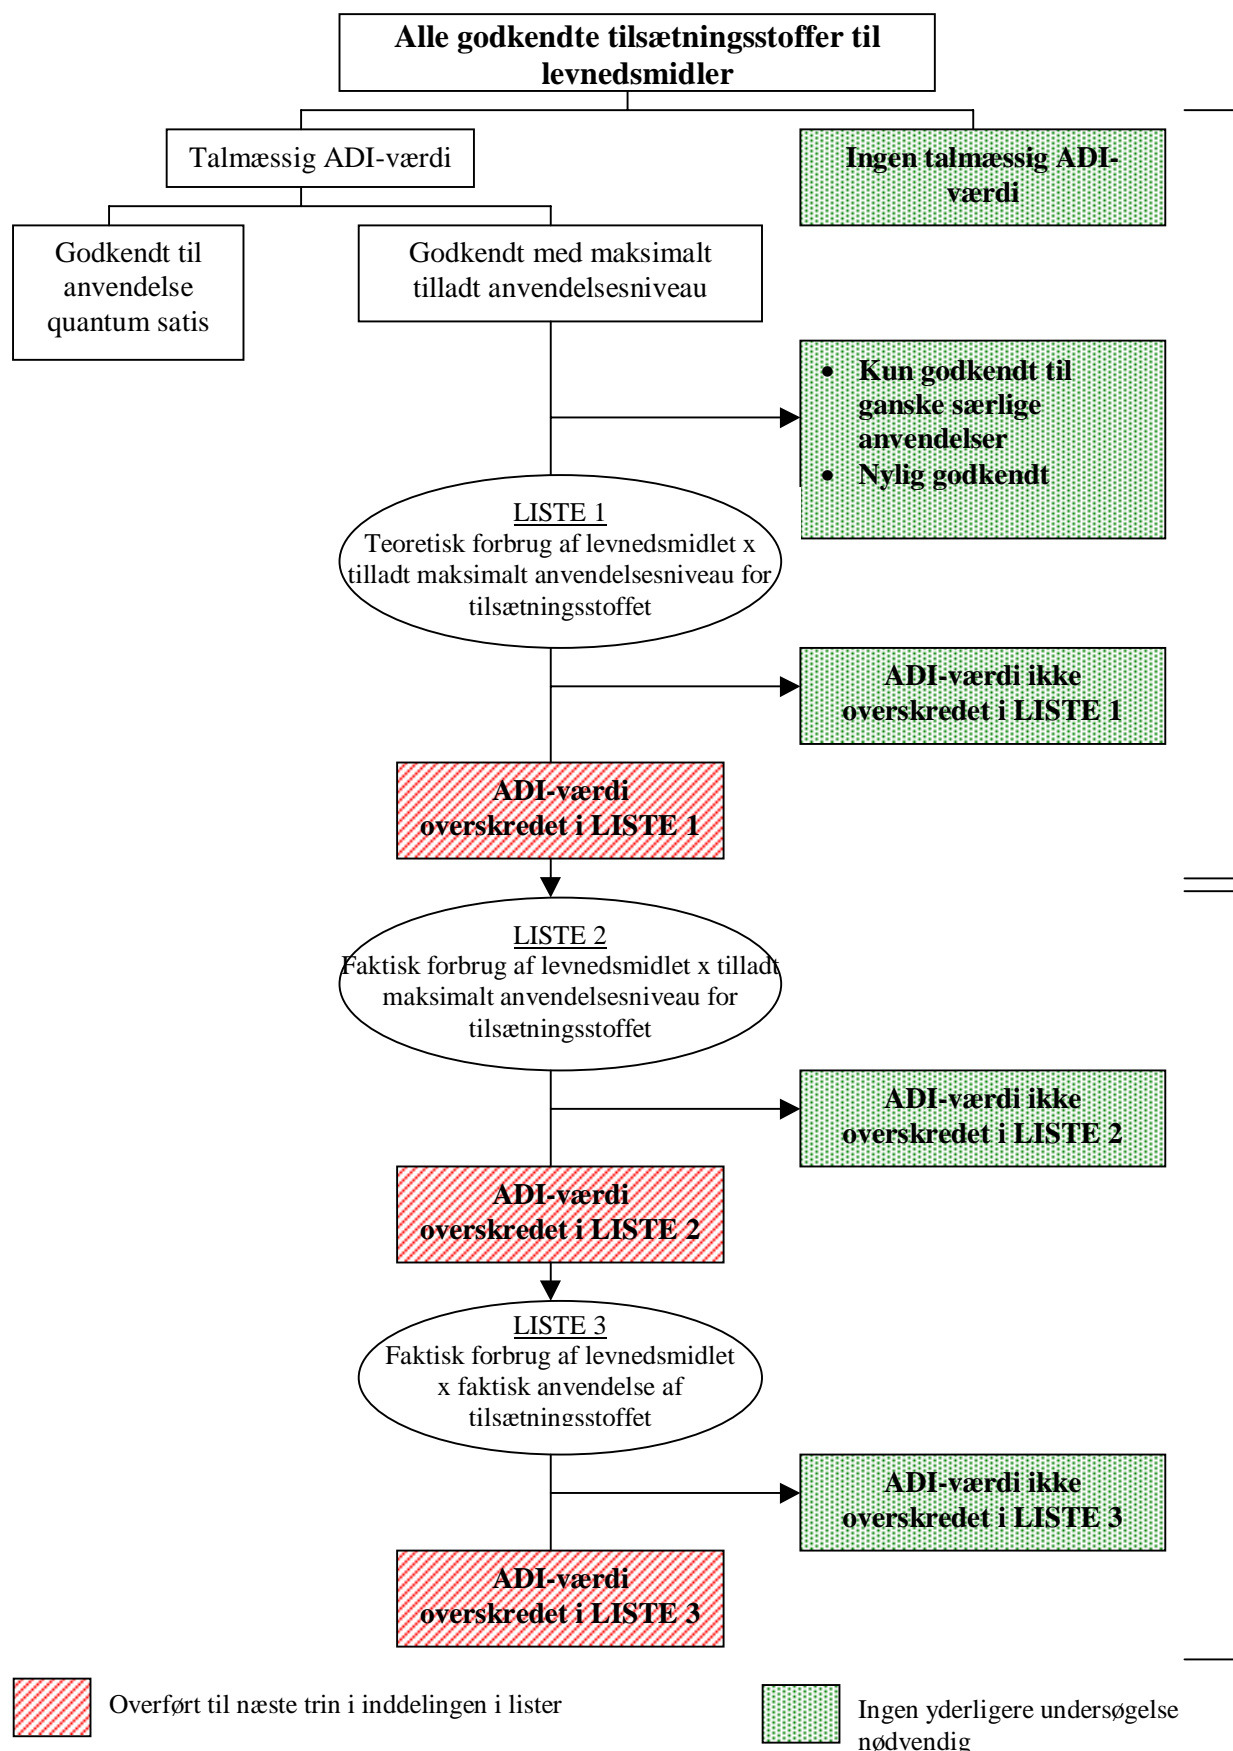 Alle godkendte tilsætningsstoffer til
levnedsmidler
Talmæssig ADI-værdi
Ingen talmæssig ADI-
værdi
Godkendt til
anvendelse
quantum satis
Godkendt med maksimalt
tilladt anvendelsesniveau
• Kun godkendt til
ganske særlige
anvendelser
• Nylig godkendt
LISTE 1
Teoretisk forbrug af levnedsmidlet x
tilladt maksimalt anvendelsesniveau for
tilsætningsstoffet
ADI-værdi ikke
overskredet i LISTE 1
ADI-værdi
overskredet i LISTE 1
LISTE 2
Faktisk forbrug af levnedsmidlet x tilladt
maksimalt anvendelsesniveau for
tilsætningsstoffet
ADI-værdi ikke
overskredet i LISTE 2
ADI-værdi
overskredet i LISTE 2
LISTE 3
Faktisk forbrug af levnedsmidlet
x faktisk anvendelse af
tilsætningsstoffet
ADI-værdi ikke
overskredet i LISTE 3
ADI-værdi
overskredet i LISTE 3
Overført til næste trin i inddelingen i lister
Ingen yderligere undersøgelse
nødvendig